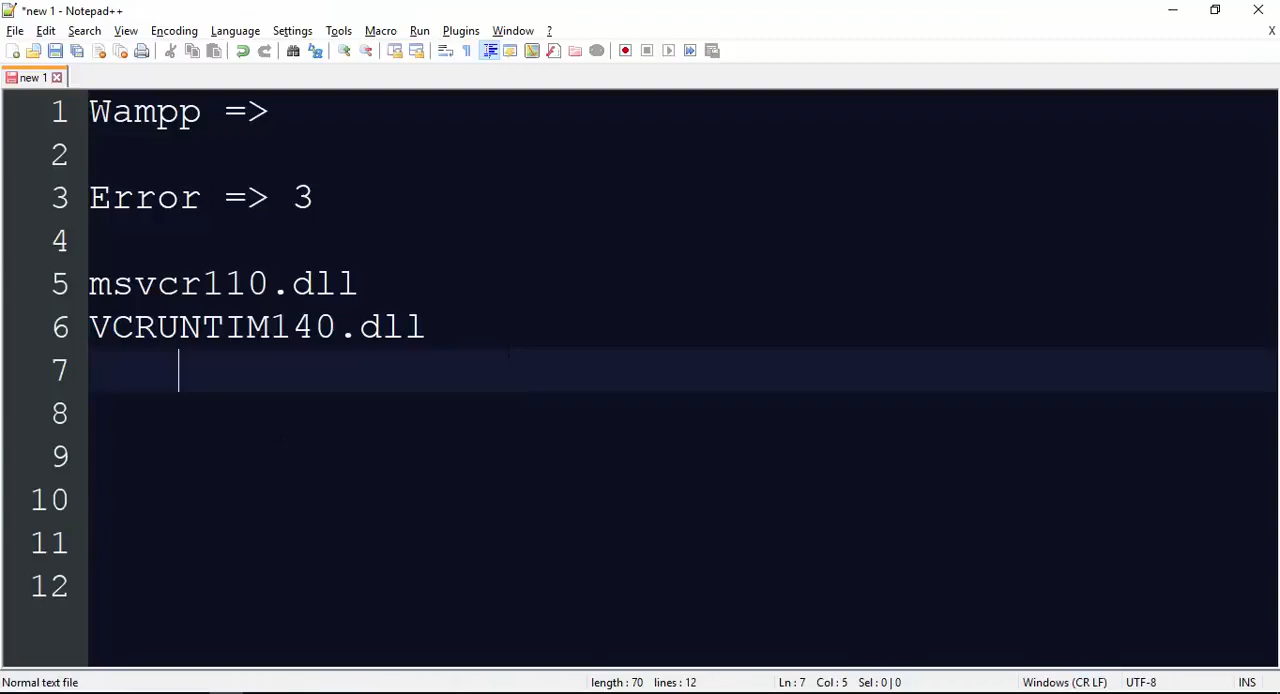 *new 1 - Notepad++
File Edit Search View Encoding Language Settings Tools Macro Run Plugins Window ? X
new 1
1 Wampp =>
2
3 Error => 3
4
5 msvcr110.dll
6 VCRUNTIM140.dll
7
8
9
10
11
12
Normal text file length : 70 lines : 12 Ln : 7 Col : 5 Sel : 0 | 0 Windows (CR LF) UTF-8 INS